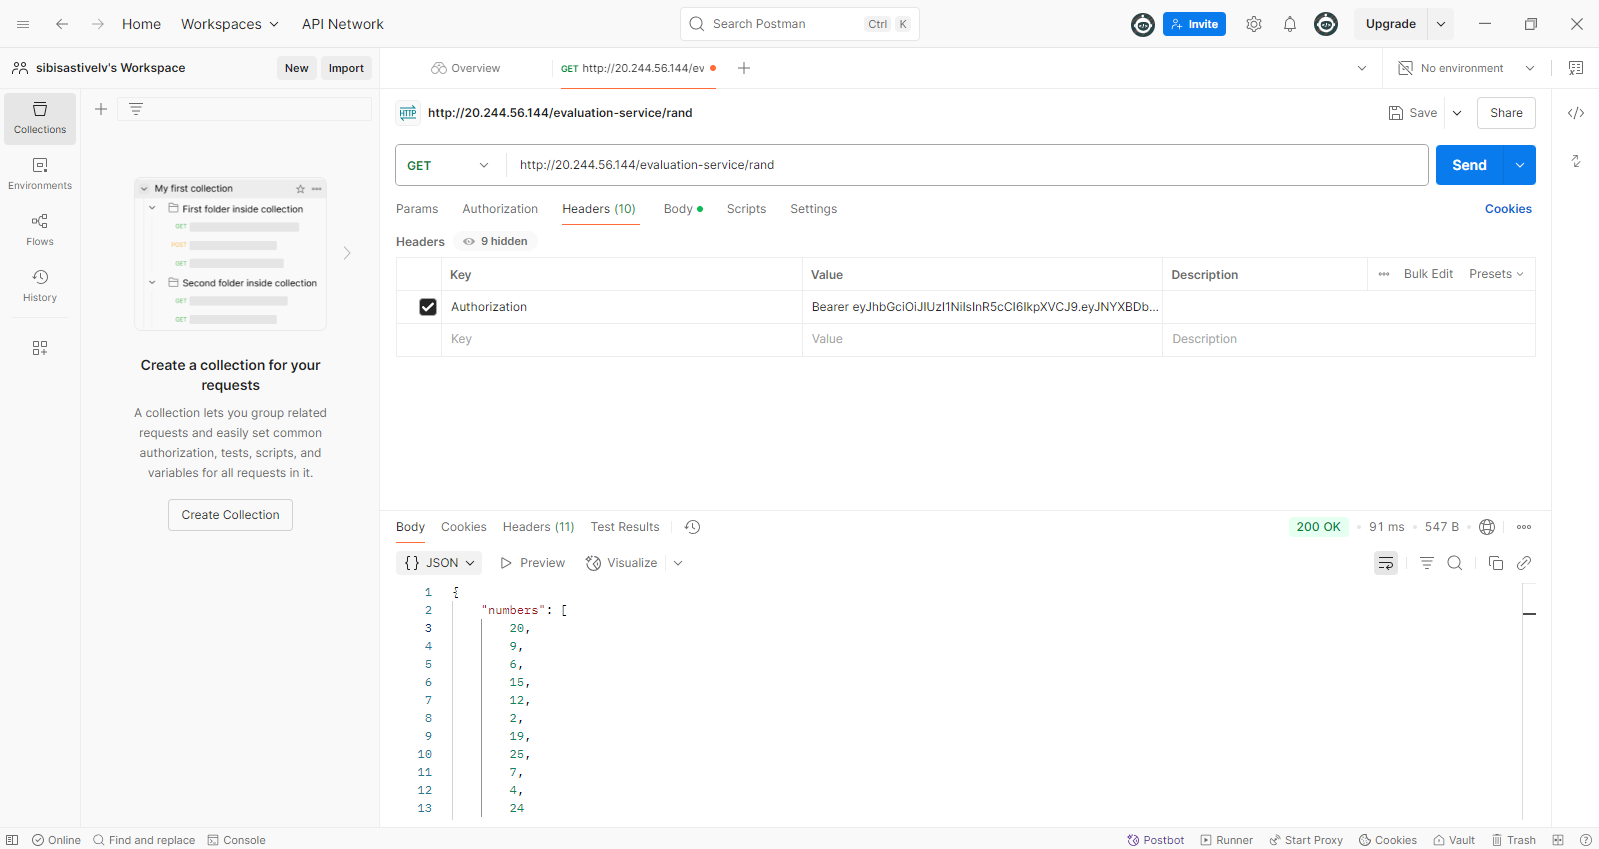 Home Workspaces API Network Search Postman Ctrl K Invite Upgrade
sibisastivelv's Workspace New Import Overview GET http://20.244.56.144/ev No environment
Collections
Environments
Flows
History
My first collection
First folder inside collection
GET
POST
GET
Second folder inside collection
GET
GET
Create a collection for your
requests
A collection lets you group related
requests and easily set common
authorization, tests, scripts, and
variables for all requests in it.
Create Collection
HTTP http://20.244.56.144/evaluation-service/rand Save Share
GET http://20.244.56.144/evaluation-service/rand Send
Params Authorization Headers (10) Body Scripts Settings Cookies
Headers 9 hidden
Key Value Description Bulk Edit Presets
Authorization Bearer eyJhbGciOiJIUzI1NiIsInR5cCI6IkpXVCJ9.eyJNYXBDb...
Key Value Description
Body Cookies Headers (11) Test Results 200 OK 91 ms 547 B
{} JSON Preview Visualize
1 {
2 "numbers": [
3 20,
4 9,
5 6,
6 15,
7 12,
8 2,
9 19,
10 25,
11 7,
12 4,
13 24
Online Find and replace Console Postbot Runner Start Proxy Cookies Vault Trash